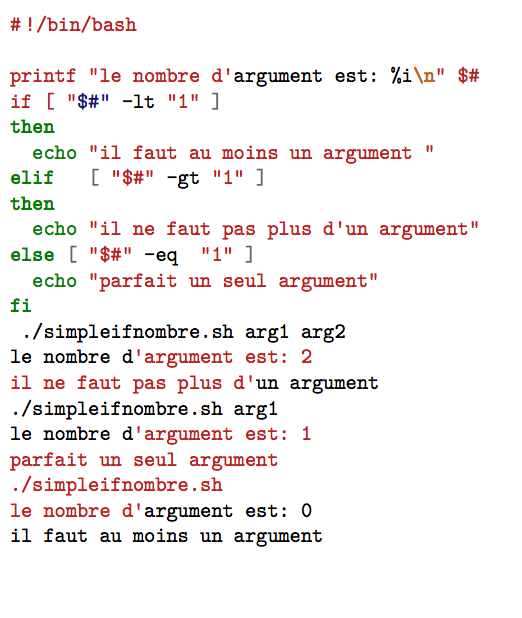 #!/bin/bash
printf "le nombre d'argument est: %i\n" $#
if [ "$#" -lt "1" ]
then
  echo "il faut au moins un argument "
elif   [ "$#" -gt "1" ]
then
  echo "il ne faut pas plus d'un argument"
else [ "$#" -eq  "1" ]
  echo "parfait un seul argument"
fi
 ./simpleifnombre.sh arg1 arg2
le nombre d'argument est: 2
il ne faut pas plus d'un argument
./simpleifnombre.sh arg1
le nombre d'argument est: 1
parfait un seul argument
./simpleifnombre.sh
le nombre d'argument est: 0
il faut au moins un argument